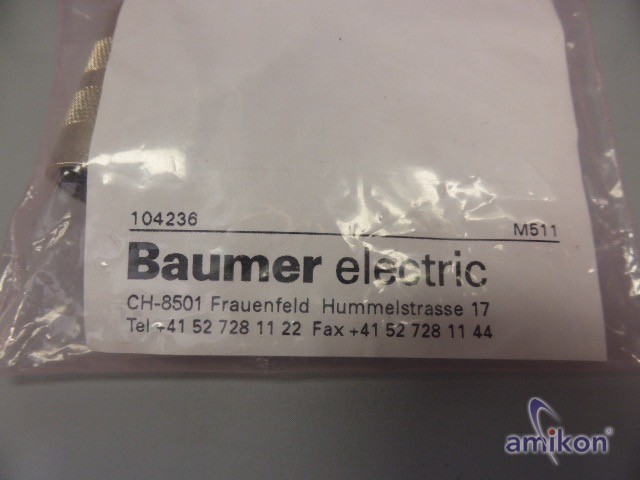 104236 M511
Baumer electric
CH-8501 Frauenfeld Hummelstrasse 17
Tel +41 52 728 11 22 Fax +41 52 728 11 44
amikon®